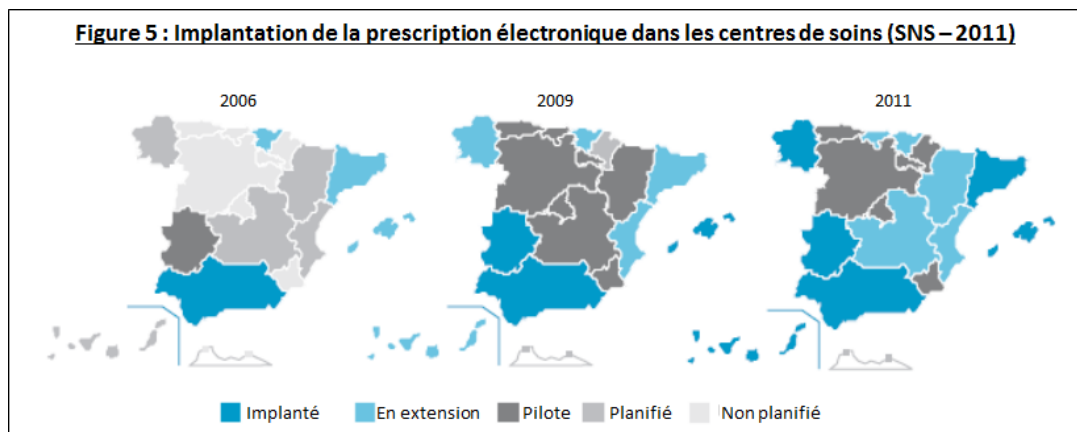 Figure 5 : Implantation de la prescription électronique dans les centres de soins (SNS – 2011)
2006 2009 2011
Implanté En extension Pilote Planifié Non planifié